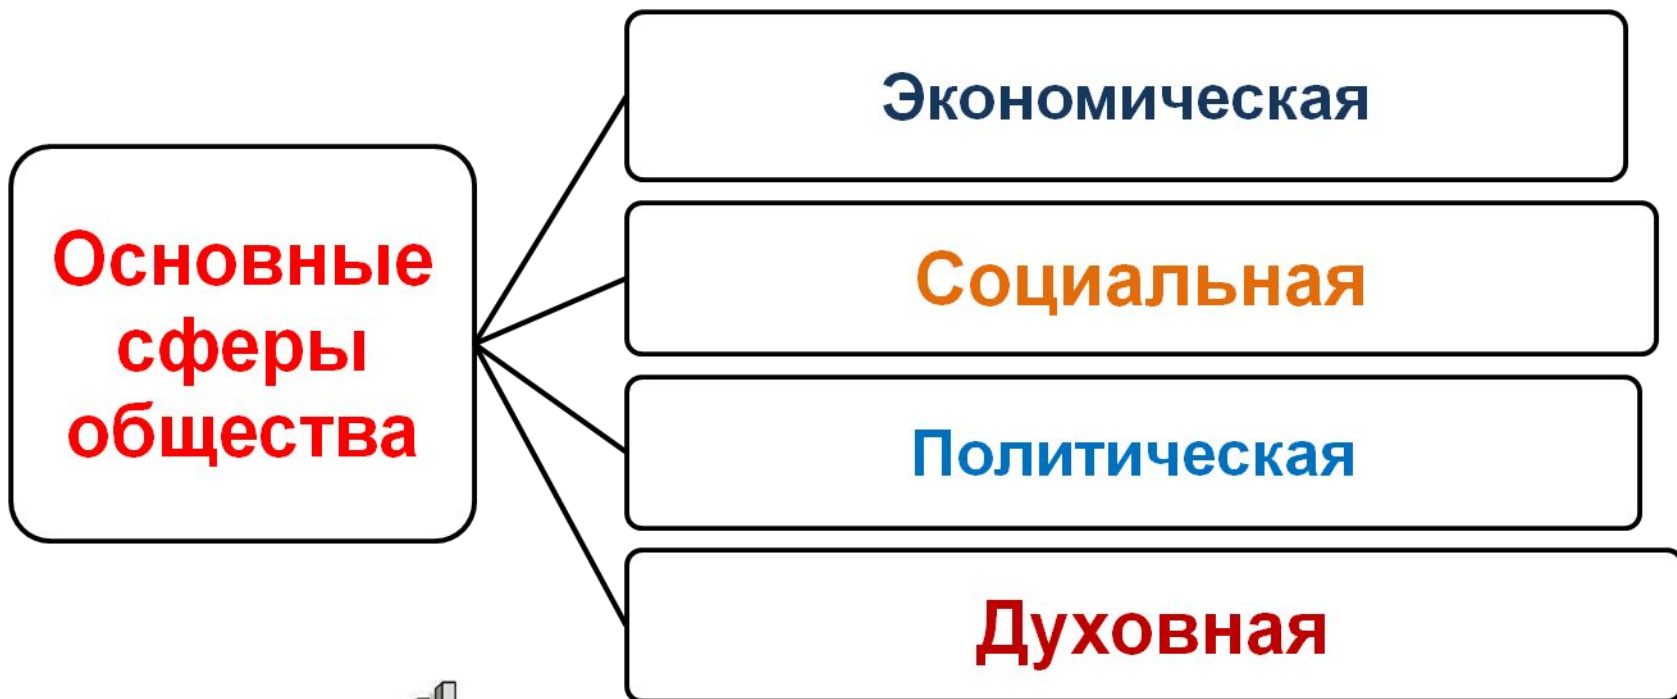 Основные
сферы
общества
Экономическая
Социальная
Политическая
Духовная